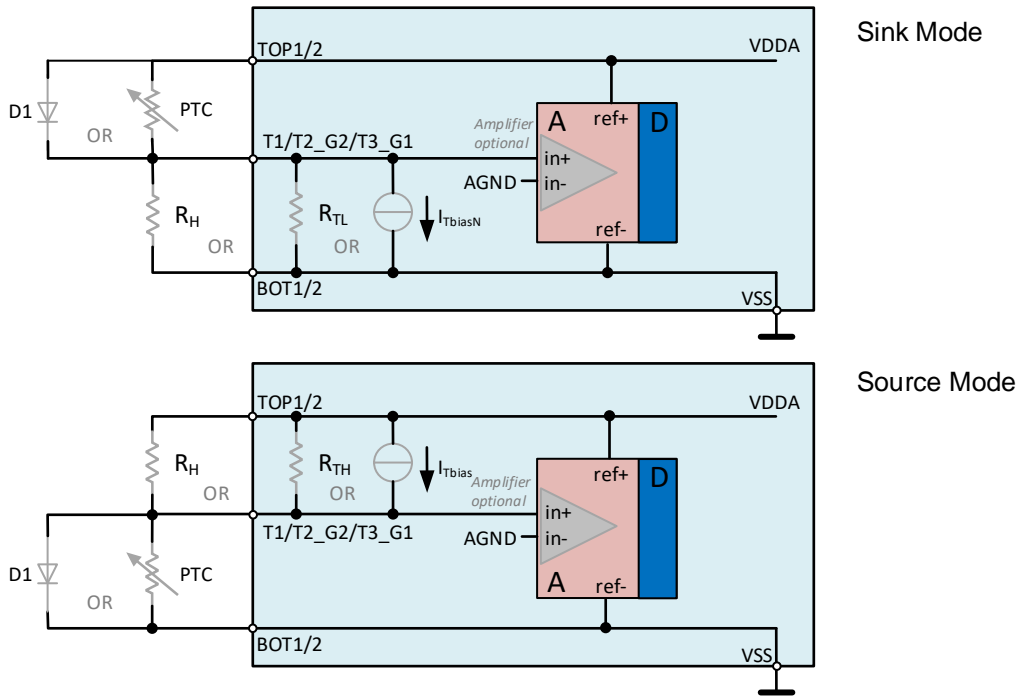 Sink Mode
TOP1/2
VDDA
D1
PTC
OR
A
ref+
D
T1/T2_G2/T3_G1
Amplifier
optional
in+
AGND
in-
RH
RTL
ITbiasN
OR
OR
ref-
BOT1/2
VSS
Source Mode
TOP1/2
VDDA
RH
RTH
ITbias
ref+
D
OR
OR
Amplifier
optional
in+
T1/T2_G2/T3_G1
AGND
in-
D1
PTC
A
ref-
OR
BOT1/2
VSS